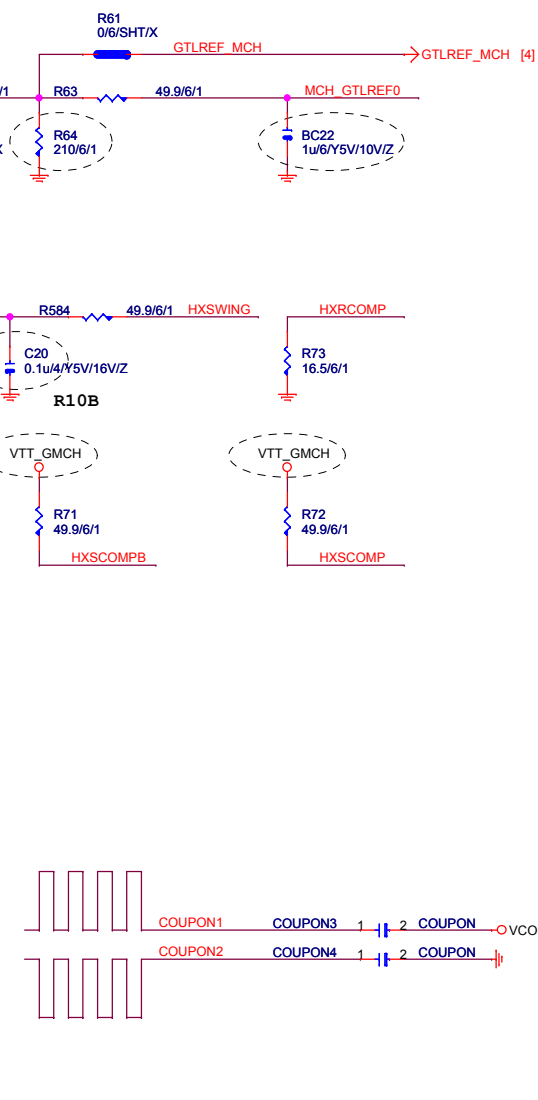 R61
0/6/SHT/X
GTLREF_MCH
GTLREF_MCH [4]
/1 R63 49.9/6/1 MCH_GTLREF0
R64
210/6/1
BC22
1u/6/Y5V/10V/Z
R584 49.9/6/1 HXSWING
HXRCOMP
C20
0.1u/4/Y5V/16V/Z
R73
16.5/6/1
R10B
VTT_GMCH
VTT_GMCH
R71
49.9/6/1
R72
49.9/6/1
HXSCOMPB
HXSCOMP
COUPON1 COUPON3 1 2 COUPON VCO
COUPON2 COUPON4 1 2 COUPON